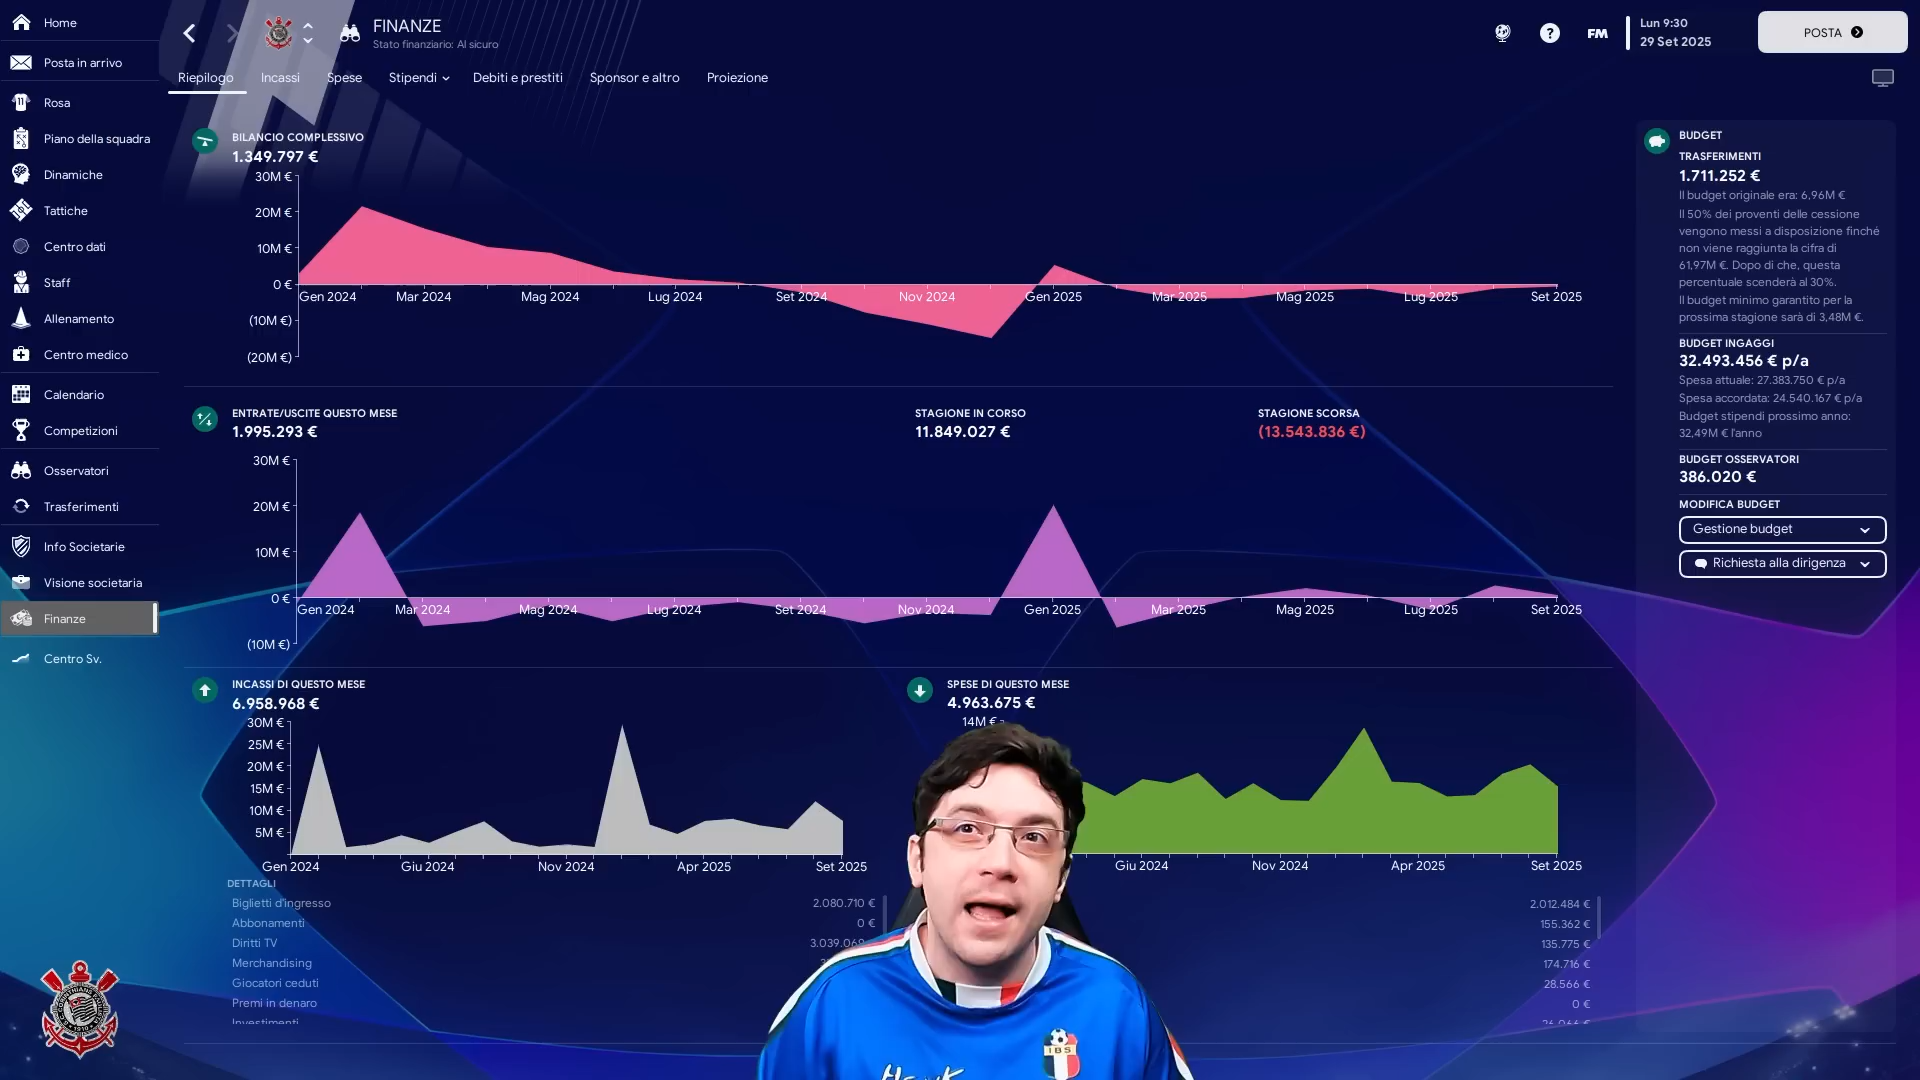 Home
Posta in arrivo
Rosa
Piano della squadra
Dinamiche
Tattiche
Centro dati
Staff
Allenamento
Centro medico
Calendario
Competizioni
Osservatori
Trasferimenti
Info Societarie
Visione societaria
Finanze
Centro Sv.
FINANZE
Stato finanziario: Al sicuro
?
FM
Lun 9:30
29 Set 2025
POSTA
Riepilogo
Incassi
Spese
Stipendi
Debiti e prestiti
Sponsor e altro
Proiezione
BILANCIO COMPLESSIVO
1.349.797 €
30M €
20M €
10M €
0 €
(10M €)
(20M €)
Gen 2024
Mar 2024
Mag 2024
Lug 2024
Set 2024
Nov 2024
Gen 2025
Mar 2025
Mag 2025
Lug 2025
Set 2025
ENTRATE/USCITE QUESTO MESE
1.995.293 €
STAGIONE IN CORSO
11.849.027 €
STAGIONE SCORSA
(13.543.836 €)
30M €
20M €
10M €
0 €
(10M €)
Gen 2024
Mar 2024
Mag 2024
Lug 2024
Set 2024
Nov 2024
Gen 2025
Mar 2025
Mag 2025
Lug 2025
Set 2025
INCASSI DI QUESTO MESE
6.958.968 €
30M €
25M €
20M €
15M €
10M €
5M €
Gen 2024
Giu 2024
Nov 2024
Apr 2025
Set 2025
DETTAGLI
Biglietti d'ingresso
2.080.710 €
Abbonamenti
0 €
Diritti TV
3.039.069
Merchandising
Giocatori ceduti
Premi in denaro
Investimenti
SPESE DI QUESTO MESE
4.963.675 €
14M €
Giu 2024
Nov 2024
Apr 2025
Set 2025
2.012.484 €
155.362 €
135.775 €
174.716 €
28.566 €
0 €
26.066 €
IBS
BUDGET
TRASFERIMENTI
1.711.252 €
Il budget originale era: 6,96M €
Il 50% dei proventi delle cessione
vengono messi a disposizione finché
non viene raggiunta la cifra di
61,97M €. Dopo di che, questa
percentuale scenderà al 30%.
Il budget minimo garantito per la
prossima stagione sarà di 3,48M €.
BUDGET INGAGGI
32.493.456 € p/a
Spesa attuale: 27.383.750 € p/a
Spesa accordata: 24.540.167 € p/a
Budget stipendi prossimo anno:
32,49M € l'anno
BUDGET OSSERVATORI
386.020 €
MODIFICA BUDGET
Gestione budget
Richiesta alla dirigenza